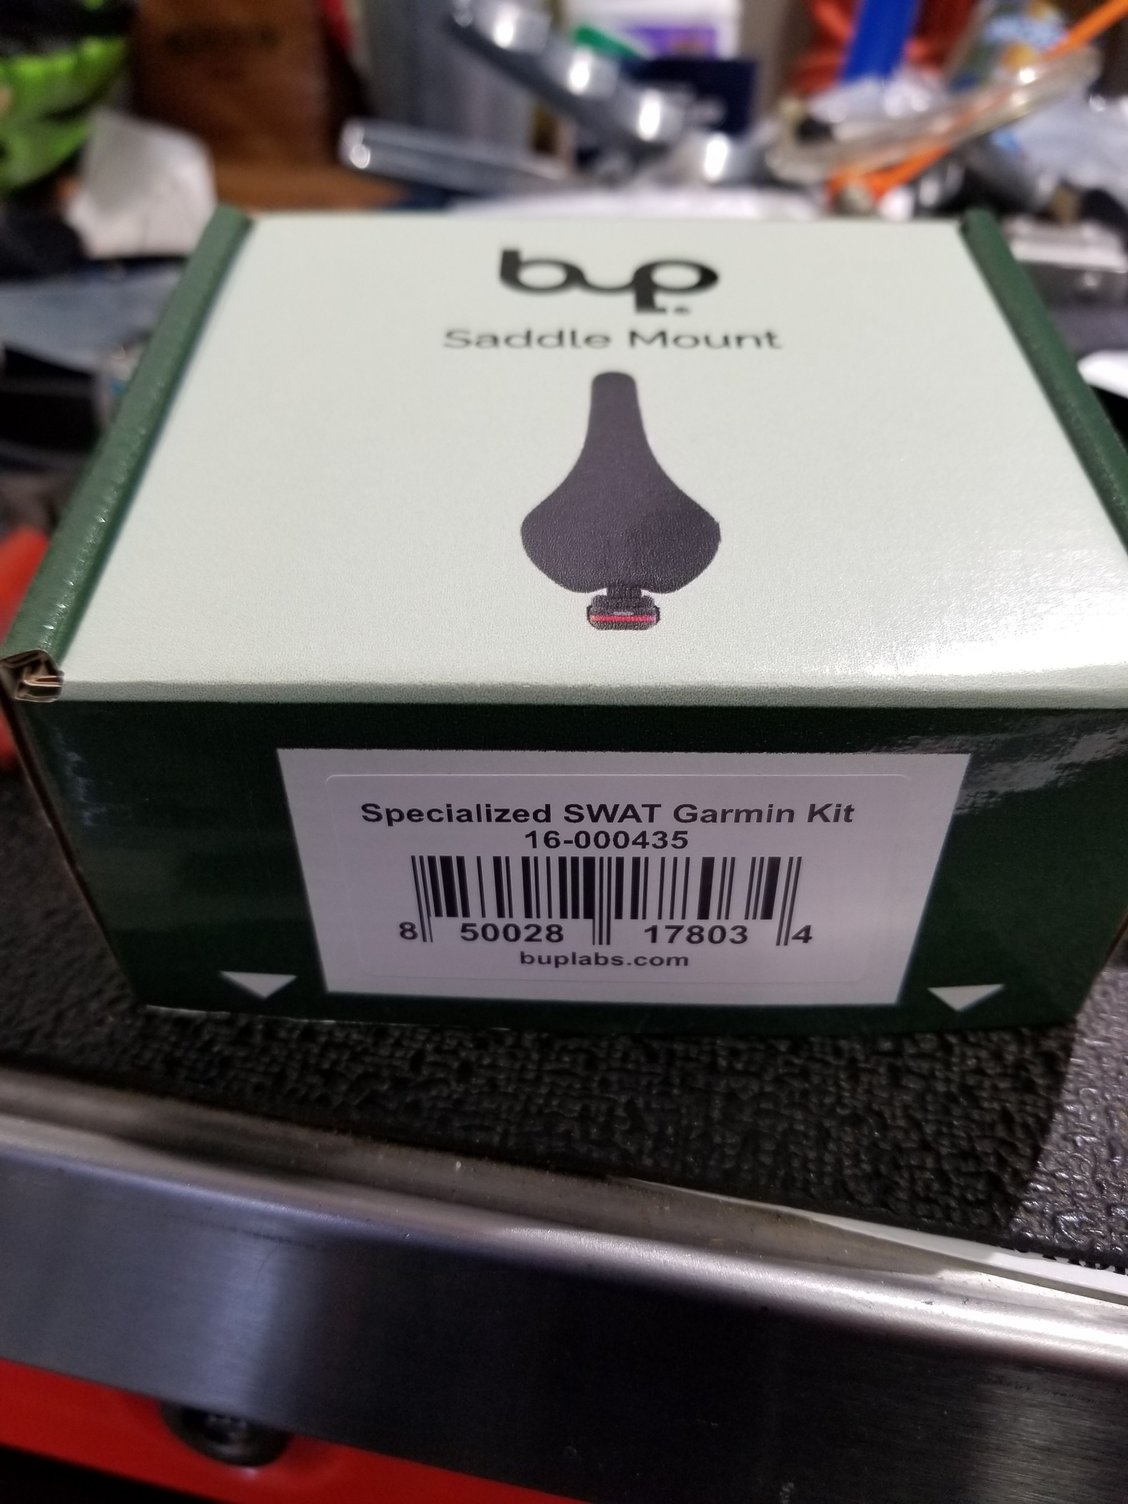 bup.
Saddle Mount
Specialized SWAT Garmin Kit
16-000435
8 50028 17803 4
buplabs.com